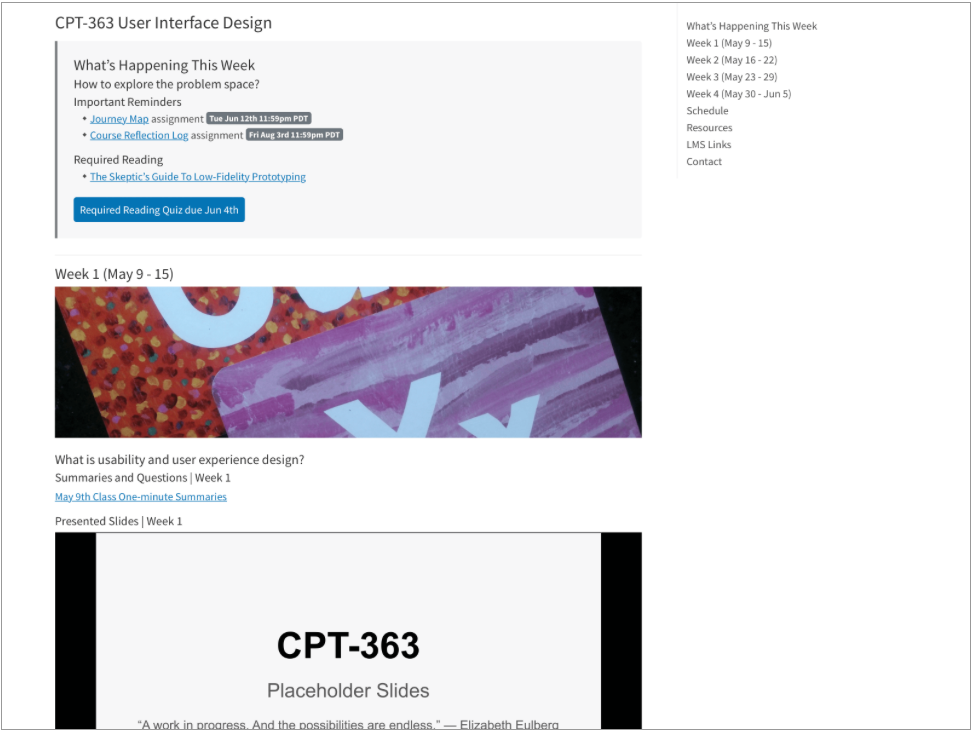 CPT-363 User Interface Design
What's Happening This Week
How to explore the problem space?
Important Reminders
• Journey Map assignment Tue Jun 12th 11:59pm PDT
• Course Reflection Log assignment Fri Aug 3rd 11:59pm PDT
Required Reading
• The Skeptic's Guide To Low-Fidelity Prototyping
Required Reading Quiz due Jun 4th
Week 1 (May 9 - 15)
What is usability and user experience design?
Summaries and Questions | Week 1
May 9th Class One-minute Summaries
Presented Slides | Week 1
CPT-363
Placeholder Slides
“A work in progress. And the possibilities are endless.” — Elizabeth Eulberg
What's Happening This Week
Week 1 (May 9 - 15)
Week 2 (May 16 - 22)
Week 3 (May 23 - 29)
Week 4 (May 30 - Jun 5)
Schedule
Resources
LMS Links
Contact